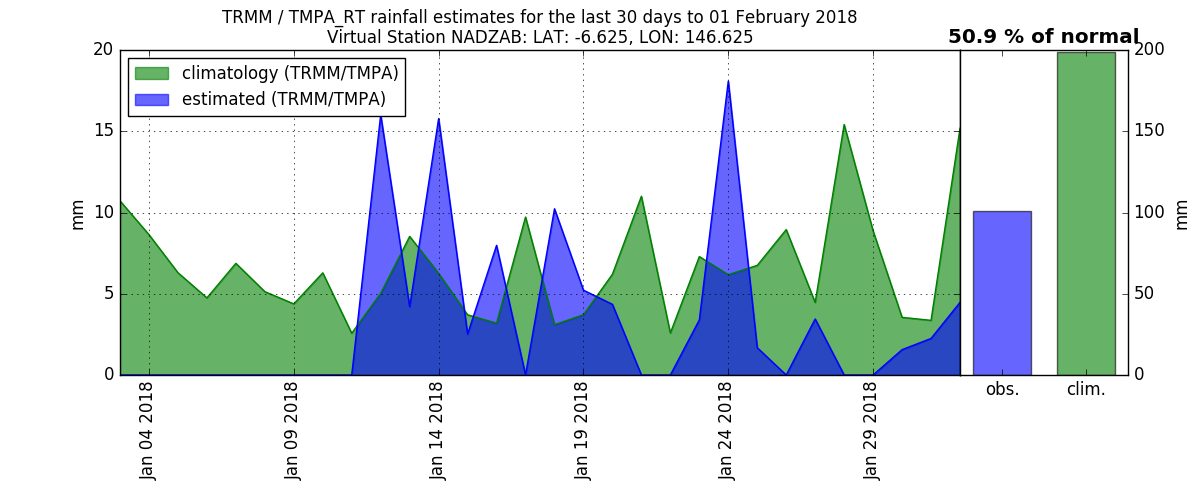 TRMM / TMPA_RT rainfall estimates for the last 30 days to 01 February 2018
Virtual Station NADZAB: LAT: -6.625, LON: 146.625
50.9 % of normal
climatology (TRMM/TMPA)
estimated (TRMM/TMPA)
20
15
10
5
0
mm
200
150
100
50
0
mm
Jan 04 2018
Jan 09 2018
Jan 14 2018
Jan 19 2018
Jan 24 2018
Jan 29 2018
obs.
clim.